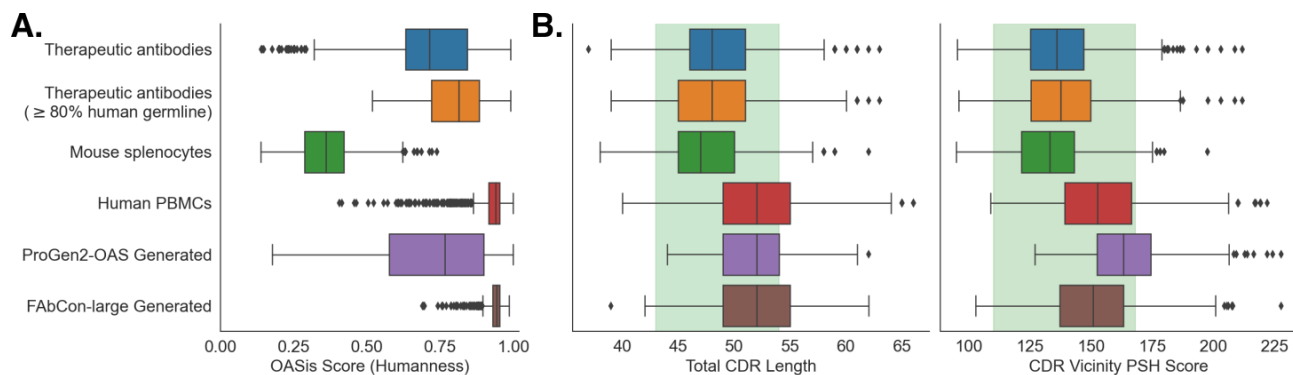 A.
B.
Therapeutic antibodies
Therapeutic antibodies
( ≥ 80% human germline)
Mouse splenocytes
Human PBMCs
ProGen2-OAS Generated
FAbCon-large Generated
0.00 0.25 0.50 0.75 1.00
OASis Score (Humanness)
40 45 50 55 60 65
Total CDR Length
100 125 150 175 200 225
CDR Vicinity PSH Score